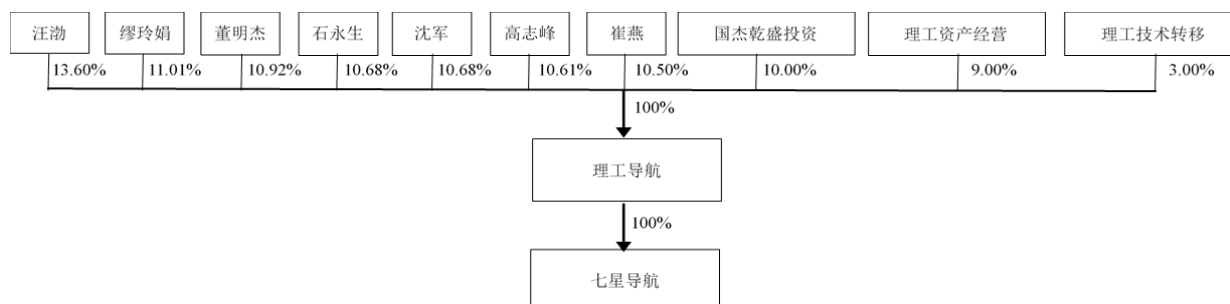 汪渤 缪玲娟 董明杰 石永生 沈军 高志峰 崔燕 国杰乾盛投资 理工资产经营 理工技术转移
13.60% 11.01% 10.92% 10.68% 10.68% 10.61% 10.50% 10.00% 9.00% 3.00%
100%
理工导航
100%
七星导航